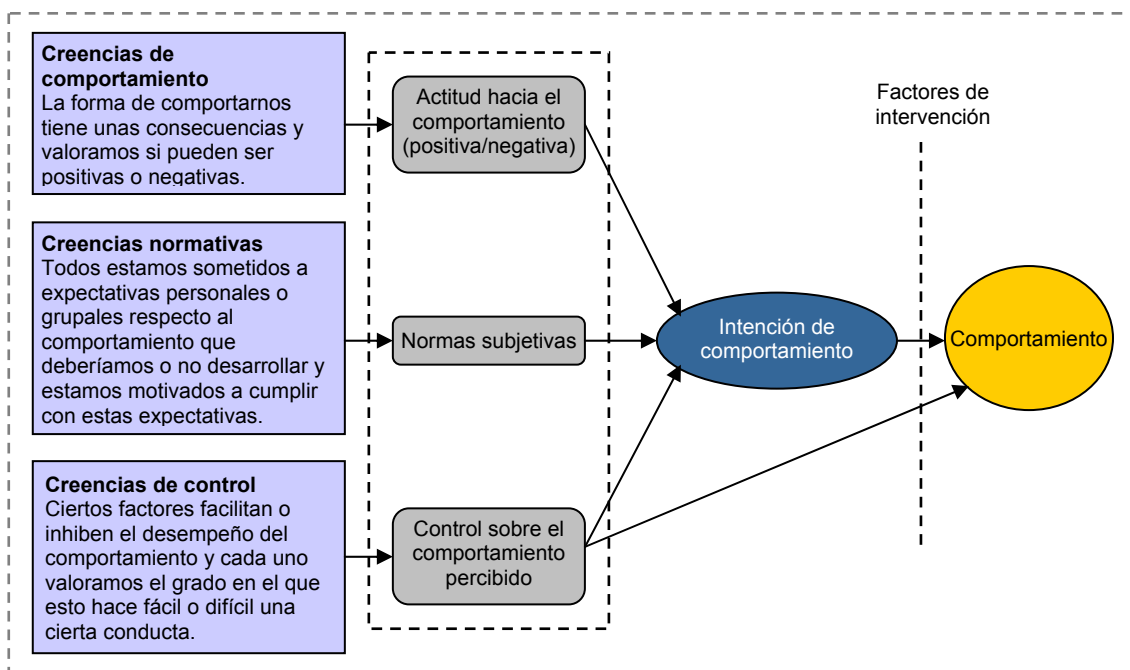 Creencias de
comportamiento
La forma de comportarnos
tiene unas consecuencias y
valoramos si pueden ser
positivas o negativas.
Actitud hacia el
comportamiento
(positiva/negativa)
Factores de
intervención
Creencias normativas
Todos estamos sometidos a
expectativas personales o
grupales respecto al
comportamiento que
deberíamos o no desarrollar y
estamos motivados a cumplir
con estas expectativas.
Normas subjetivas
Intención de
comportamiento
Comportamiento
Creencias de control
Ciertos factores facilitan o
inhiben el desempeño del
comportamiento y cada uno
valoramos el grado en el que
esto hace fácil o difícil una
cierta conducta.
Control sobre el
comportamiento
percibido